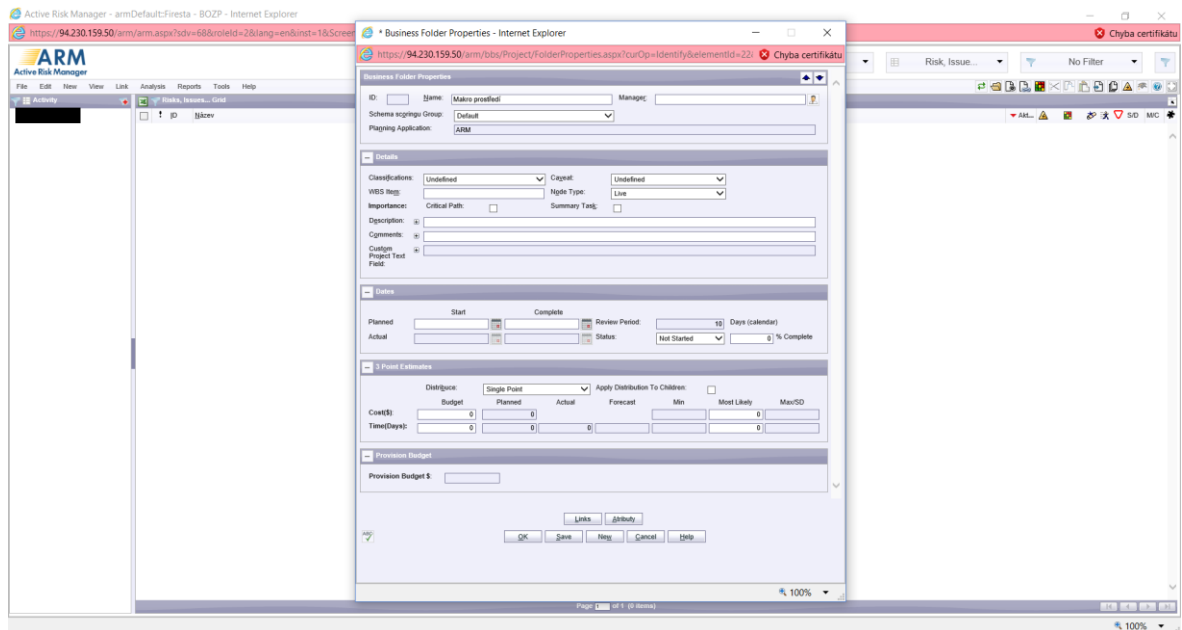 Active Risk Manager - armDefault::Firesta - BOZP - Internet Explorer
https://94.230.159.50/arm/arm.aspx?sdv=68&roleId=2&lang=en&inst=1&Screen
Chyba certifikátu
* Business Folder Properties - Internet Explorer
https://94.230.159.50/arm/bbs/Project/FolderProperties.aspx?curOp=Identify&elementId=22&
Chyba certifikátu
ARM
Active Risk Manager
Risk, Issue...
No Filter
File Edit New View Link Analysis Reports Tools Help
Activity
Risks, Issues... Grid
! ID Název
Akt... S/D M/C
Business Folder Properties
ID: Name: Makro prostředí Manager:
Schema scoringu Group: Default
Planning Application: ARM
Details
Classifications: Undefined Caveat: Undefined
WBS Item: Node Type: Live
Importance: Critical Path: Summary Task:
Description:
Comments:
Custom
Project Text
Field:
Dates
Start Complete
Planned Review Period: 10 Days (calendar)
Actual Status: Not Started 0 % Complete
3 Point Estimates
Distribuce: Single Point Apply Distribution To Children:
Budget Planned Actual Forecast Min Most Likely Max/SD
Cost($): 0 0 0
Time(Days): 0 0 0 0
Provision Budget
Provision Budget $:
Links Atributy
OK Save New Cancel Help
100%
Page 1 of 1 (0 items)
100%